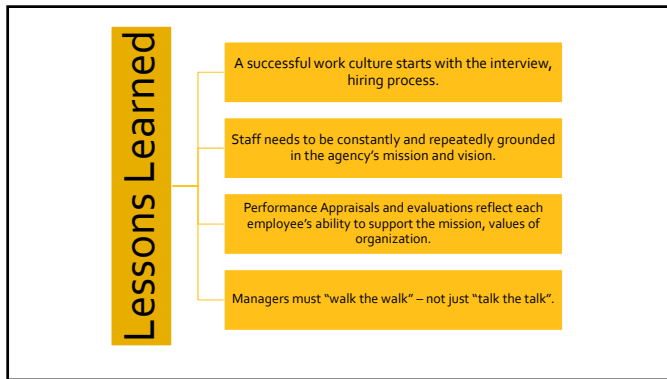 Lessons Learned
A successful work culture starts with the interview,
hiring process.
Staff needs to be constantly and repeatedly grounded
in the agency’s mission and vision.
Performance Appraisals and evaluations reflect each
employee’s ability to support the mission, values of
organization.
Managers must “walk the walk” – not just “talk the talk”.